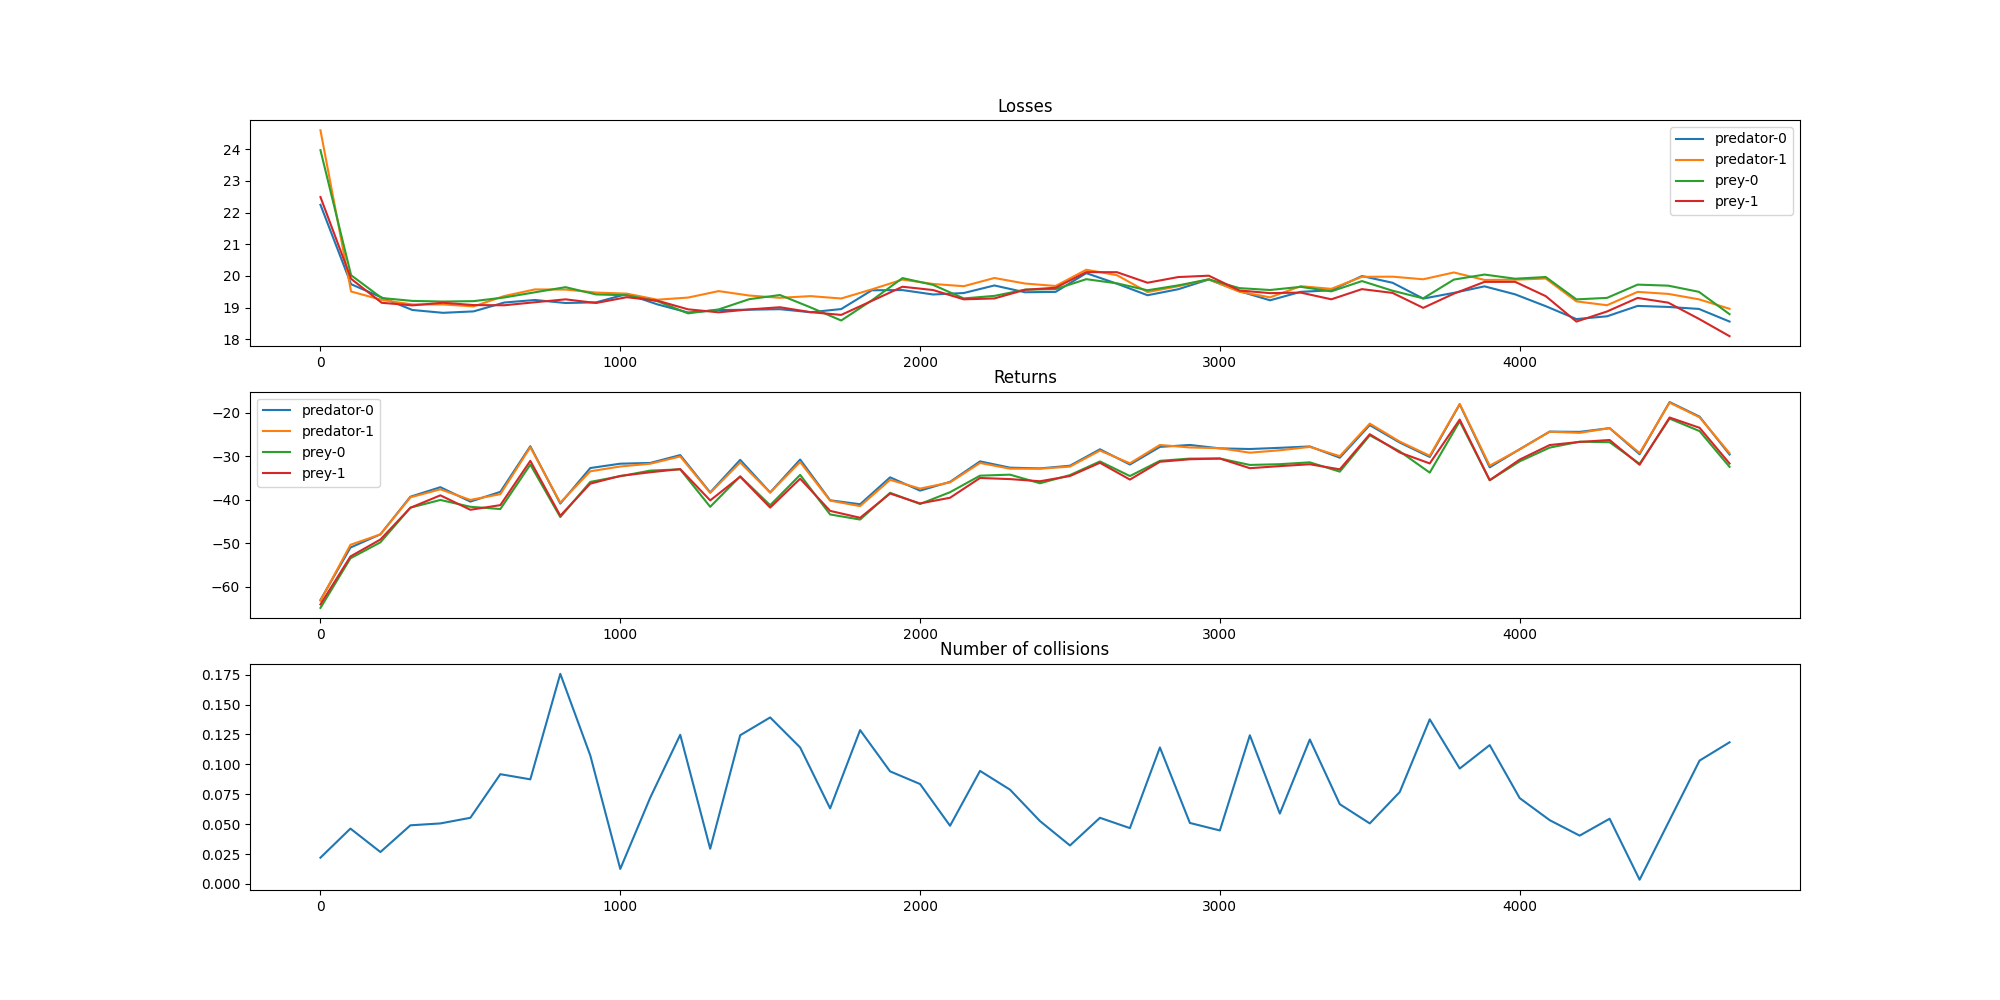 Losses
24
23
22
21
20
19
18
predator-0
predator-1
prey-0
prey-1
0 1000 2000 3000 4000
Returns
−20
−30
−40
−50
−60
predator-0
predator-1
prey-0
prey-1
0 1000 2000 3000 4000
Number of collisions
0.175
0.150
0.125
0.100
0.075
0.050
0.025
0.000
0 1000 2000 3000 4000